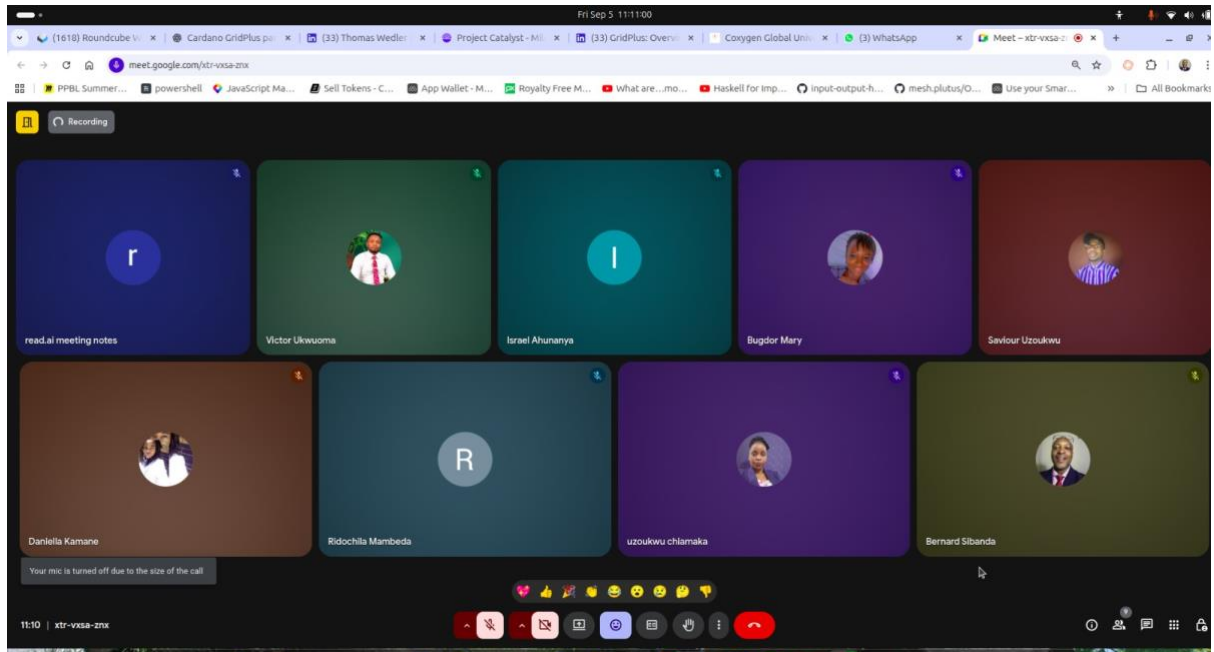 Fri Sep 5 11:11:00
(1618) Roundcube W
Cardano GridPlus pa
(33) Thomas Wedler
Project Catalyst - Mil
(33) GridPlus: Overvi
Coxygen Global Univ
(3) WhatsApp
Meet – xtr-vxsa-zn
meet.google.com/xtr-vxsa-znx
PPBL Summer...
powershell
JavaScript Ma...
Sell Tokens - C...
App Wallet - M...
Royalty Free M...
What are...mo...
Haskell for Imp...
input-output-h...
mesh.plutus/O...
Use your Smar...
»
All Bookmarks
Recording
r
I
read.ai meeting notes
Victor Ukwuoma
Israel Ahunanya
Bugdor Mary
Saviour Uzoukwu
R
Daniella Kamane
Ridochila Mambeda
uzoukwu chiamaka
Bernard Sibanda
Your mic is turned off due to the size of the call
11:10 | xtr-vxsa-znx
9